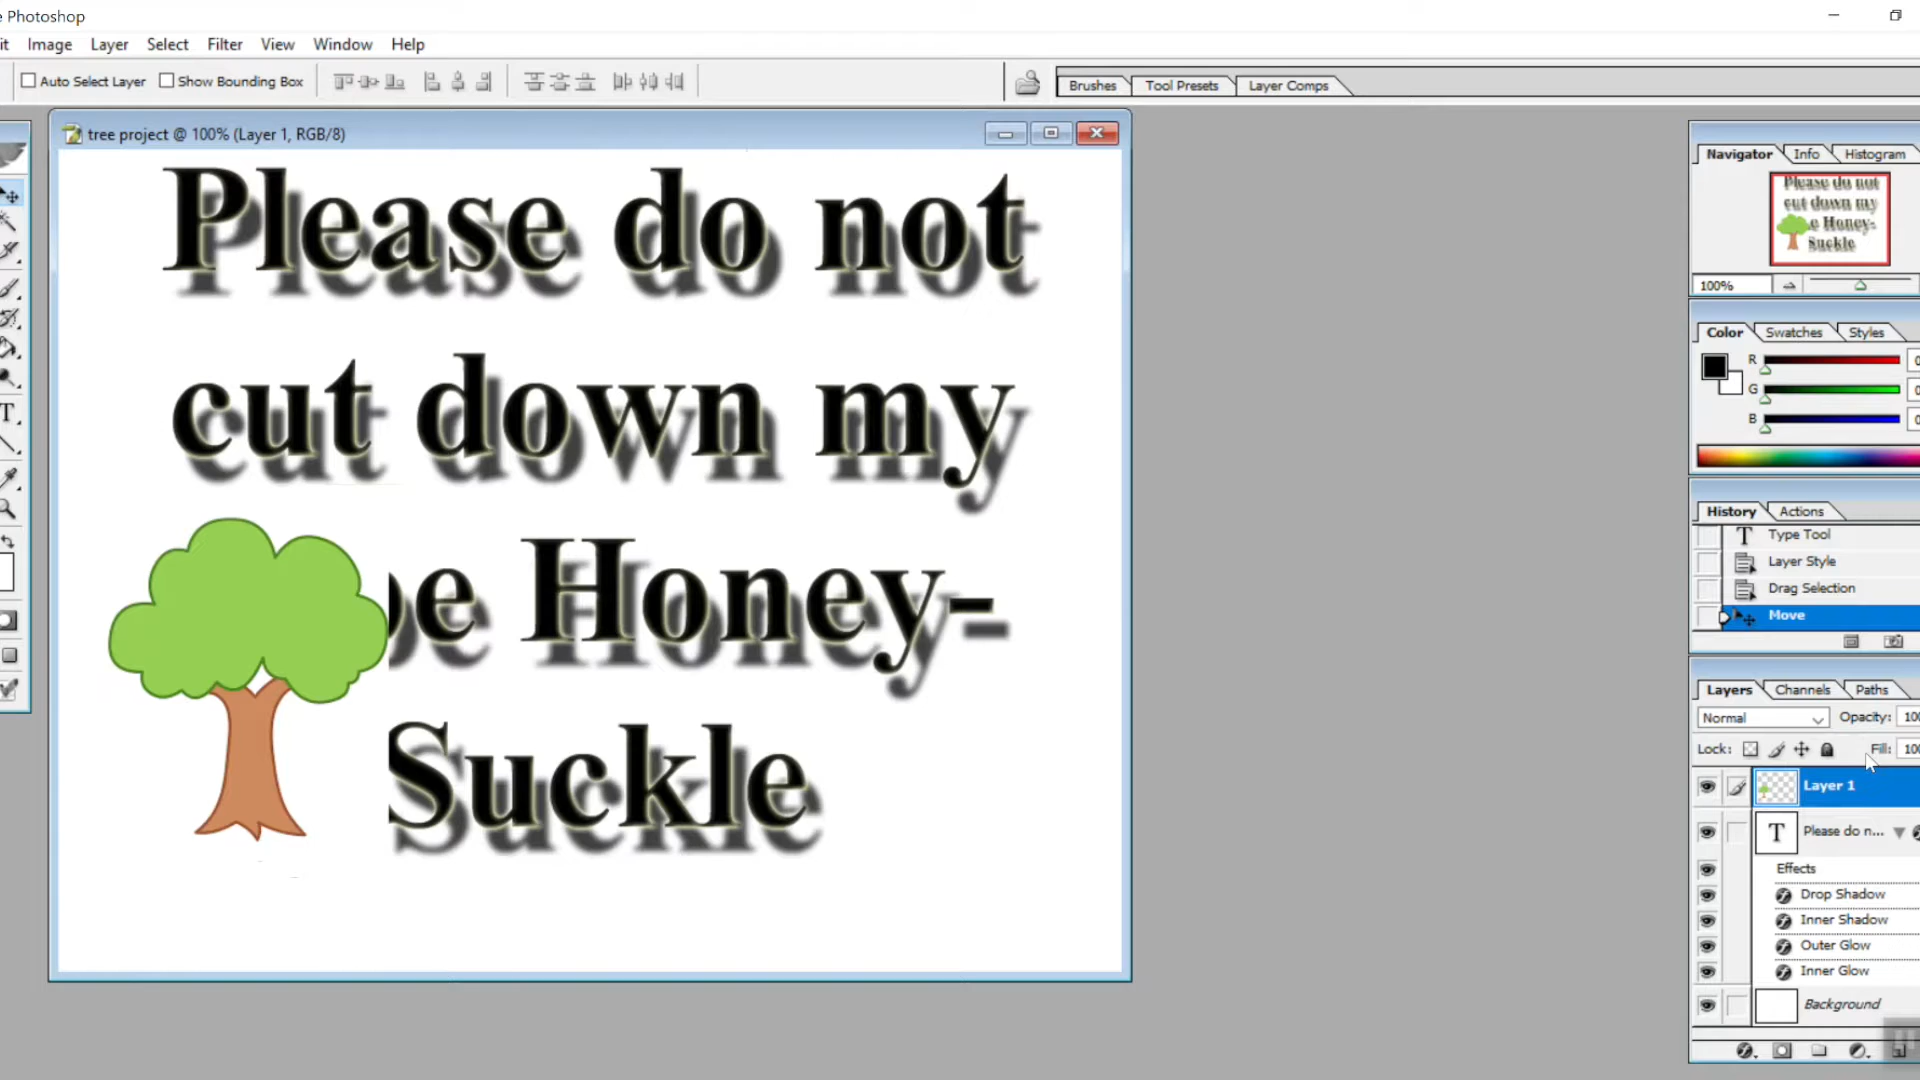 Photoshop
it Image Layer Select Filter View Window Help
Auto Select Layer Show Bounding Box
Brushes Tool Presets Layer Comps
tree project @ 100% (Layer 1, RGB/8)
Please do not
cut down my
e Honey-
Suckle
Navigator Info Histogram
Please do not
cut down my
e Honey-
Suckle
100%
Color Swatches Styles
R
G
B
History Actions
Type Tool
Layer Style
Drag Selection
Move
Layers Channels Paths
Normal Opacity: 100
Lock: Fill: 100
Layer 1
T Please do n...
Effects
Drop Shadow
Inner Shadow
Outer Glow
Inner Glow
Background